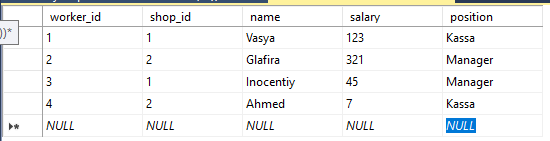 worker_id shop_id name salary position
))*
1 1 Vasya 123 Kassa
2 2 Glafira 321 Manager
3 1 Inocentiy 45 Manager
4 2 Ahmed 7 Kassa
NULL NULL NULL NULL NULL